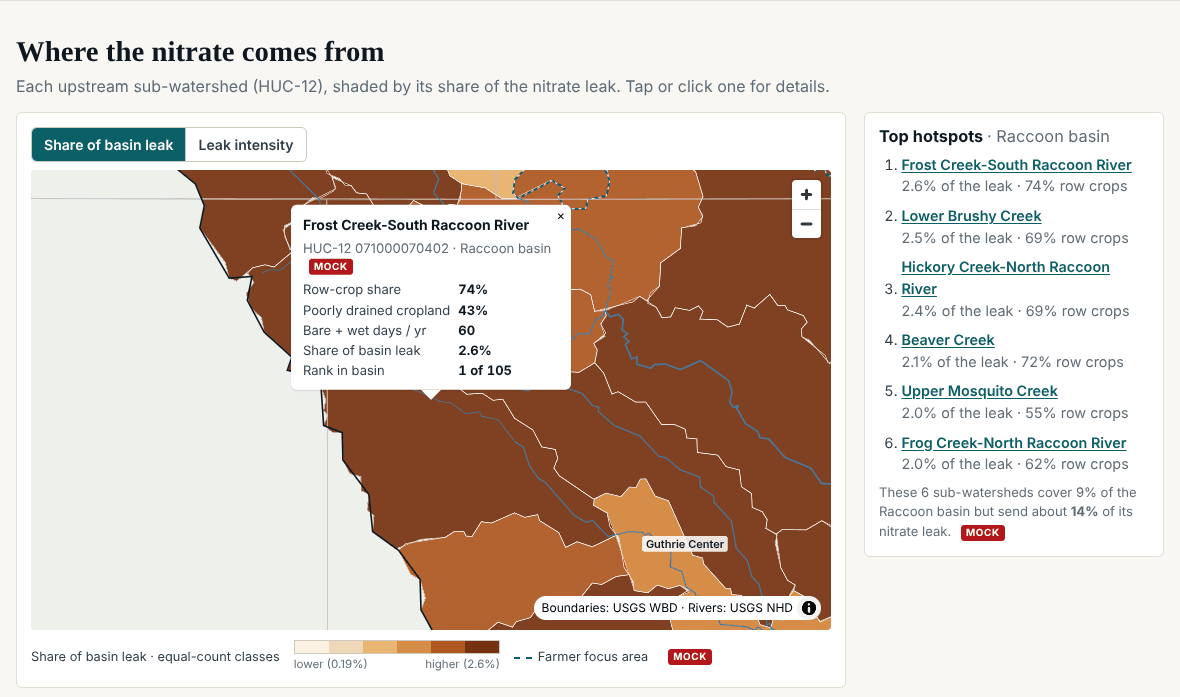 Where the nitrate comes from
Each upstream sub-watershed (HUC-12), shaded by its share of the nitrate leak. Tap or click one for details.
Share of basin leak
Leak intensity
+
−
Frost Creek-South Raccoon River
×
HUC-12 071000070402 · Raccoon basin
MOCK
Row-crop share 74%
Poorly drained cropland 43%
Bare + wet days / yr 60
Share of basin leak 2.6%
Rank in basin 1 of 105
Guthrie Center
Boundaries: USGS WBD · Rivers: USGS NHD
Share of basin leak · equal-count classes
lower (0.19%)
higher (2.6%)
Farmer focus area
MOCK
Top hotspots · Raccoon basin
1. Frost Creek-South Raccoon River
2.6% of the leak · 74% row crops
2. Lower Brushy Creek
2.5% of the leak · 69% row crops
Hickory Creek-North Raccoon
3. River
2.4% of the leak · 69% row crops
4. Beaver Creek
2.1% of the leak · 72% row crops
5. Upper Mosquito Creek
2.0% of the leak · 55% row crops
6. Frog Creek-North Raccoon River
2.0% of the leak · 62% row crops
These 6 sub-watersheds cover 9% of the
Raccoon basin but send about 14% of its
nitrate leak. MOCK